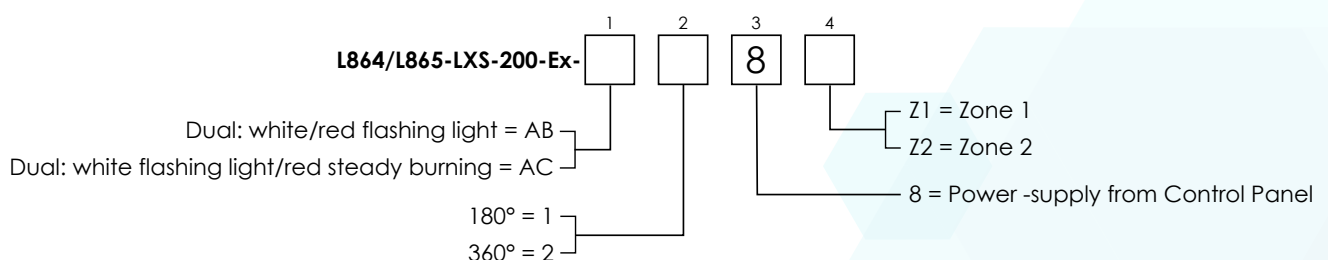 1 2 3 4
L864/L865-LXS-200-Ex- 8
Dual: white/red flashing light = AB
Dual: white flashing light/red steady burning = AC
180° = 1
360° = 2
Z1 = Zone 1
Z2 = Zone 2
8 = Power -supply from Control Panel